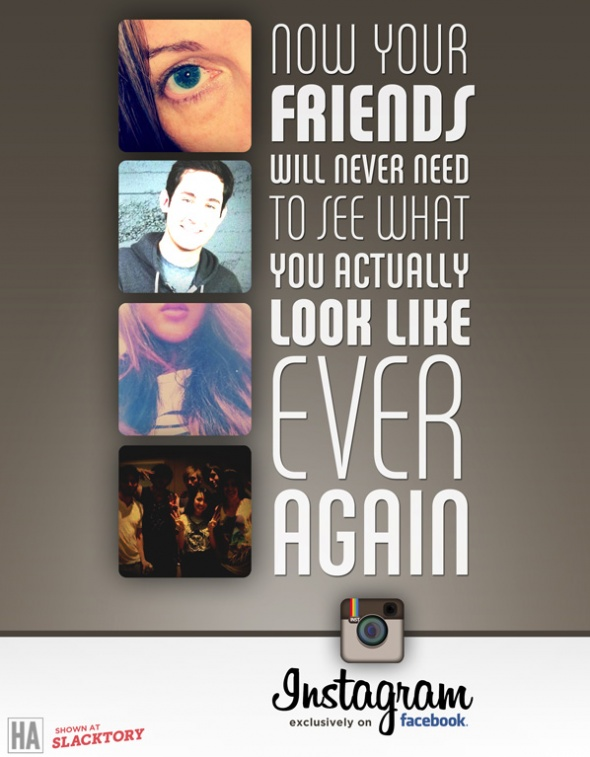 NOW YOUR
FRIENDS
WILL NEVER NEED
TO SEE WHAT
YOU ACTUALLY
LOOK LIKE
EVER
AGAIN
INST
Instagram
exclusively on facebook.
HA
SHOWN AT
SLACKTORY